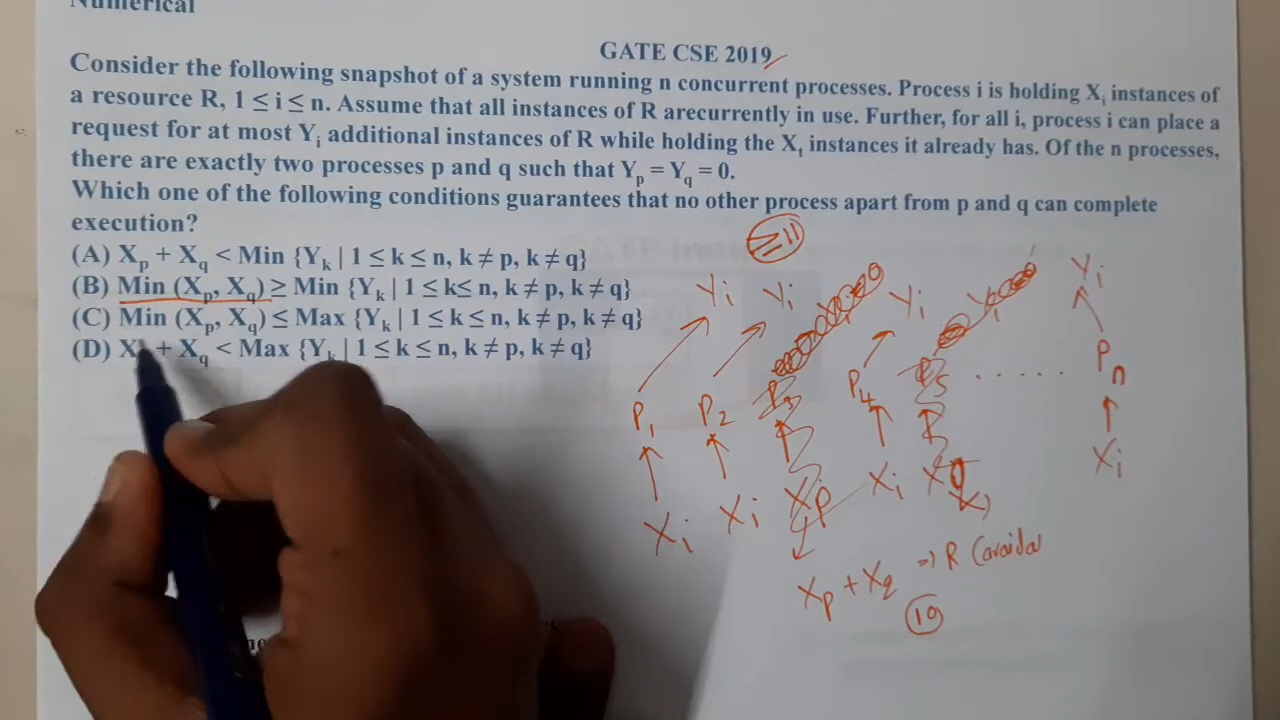 Numerical
GATE CSE 2019
Consider the following snapshot of a system running n concurrent processes. Process i is holding Xi instances of
a resource R, 1 ≤ i ≤ n. Assume that all instances of R arecurrently in use. Further, for all i, process i can place a
request for at most Yi additional instances of R while holding the Xt instances it already has. Of the n processes,
there are exactly two processes p and q such that Yp = Yq = 0.
Which one of the following conditions guarantees that no other process apart from p and q can complete
execution?
(A) Xp + Xq < Min {Yk | 1 ≤ k ≤ n, k ≠ p, k ≠ q}
(B) Min (Xp, Xq) ≥ Min {Yk | 1 ≤ k≤ n, k ≠ p, k ≠ q}
(C) Min (Xp, Xq) ≤ Max {Yk | 1 ≤ k ≤ n, k ≠ p, k ≠ q}
(D) X + Xq < Max {Yk | 1 ≤ k ≤ n, k ≠ p, k ≠ q}
≥ 11
Yi Yi Yi Yi Yi
P1 P2 P3 P4 P5 ...... Pn
Xi Xi Xp Xi Xq Xi
Xp + Xq ⇒ R
10